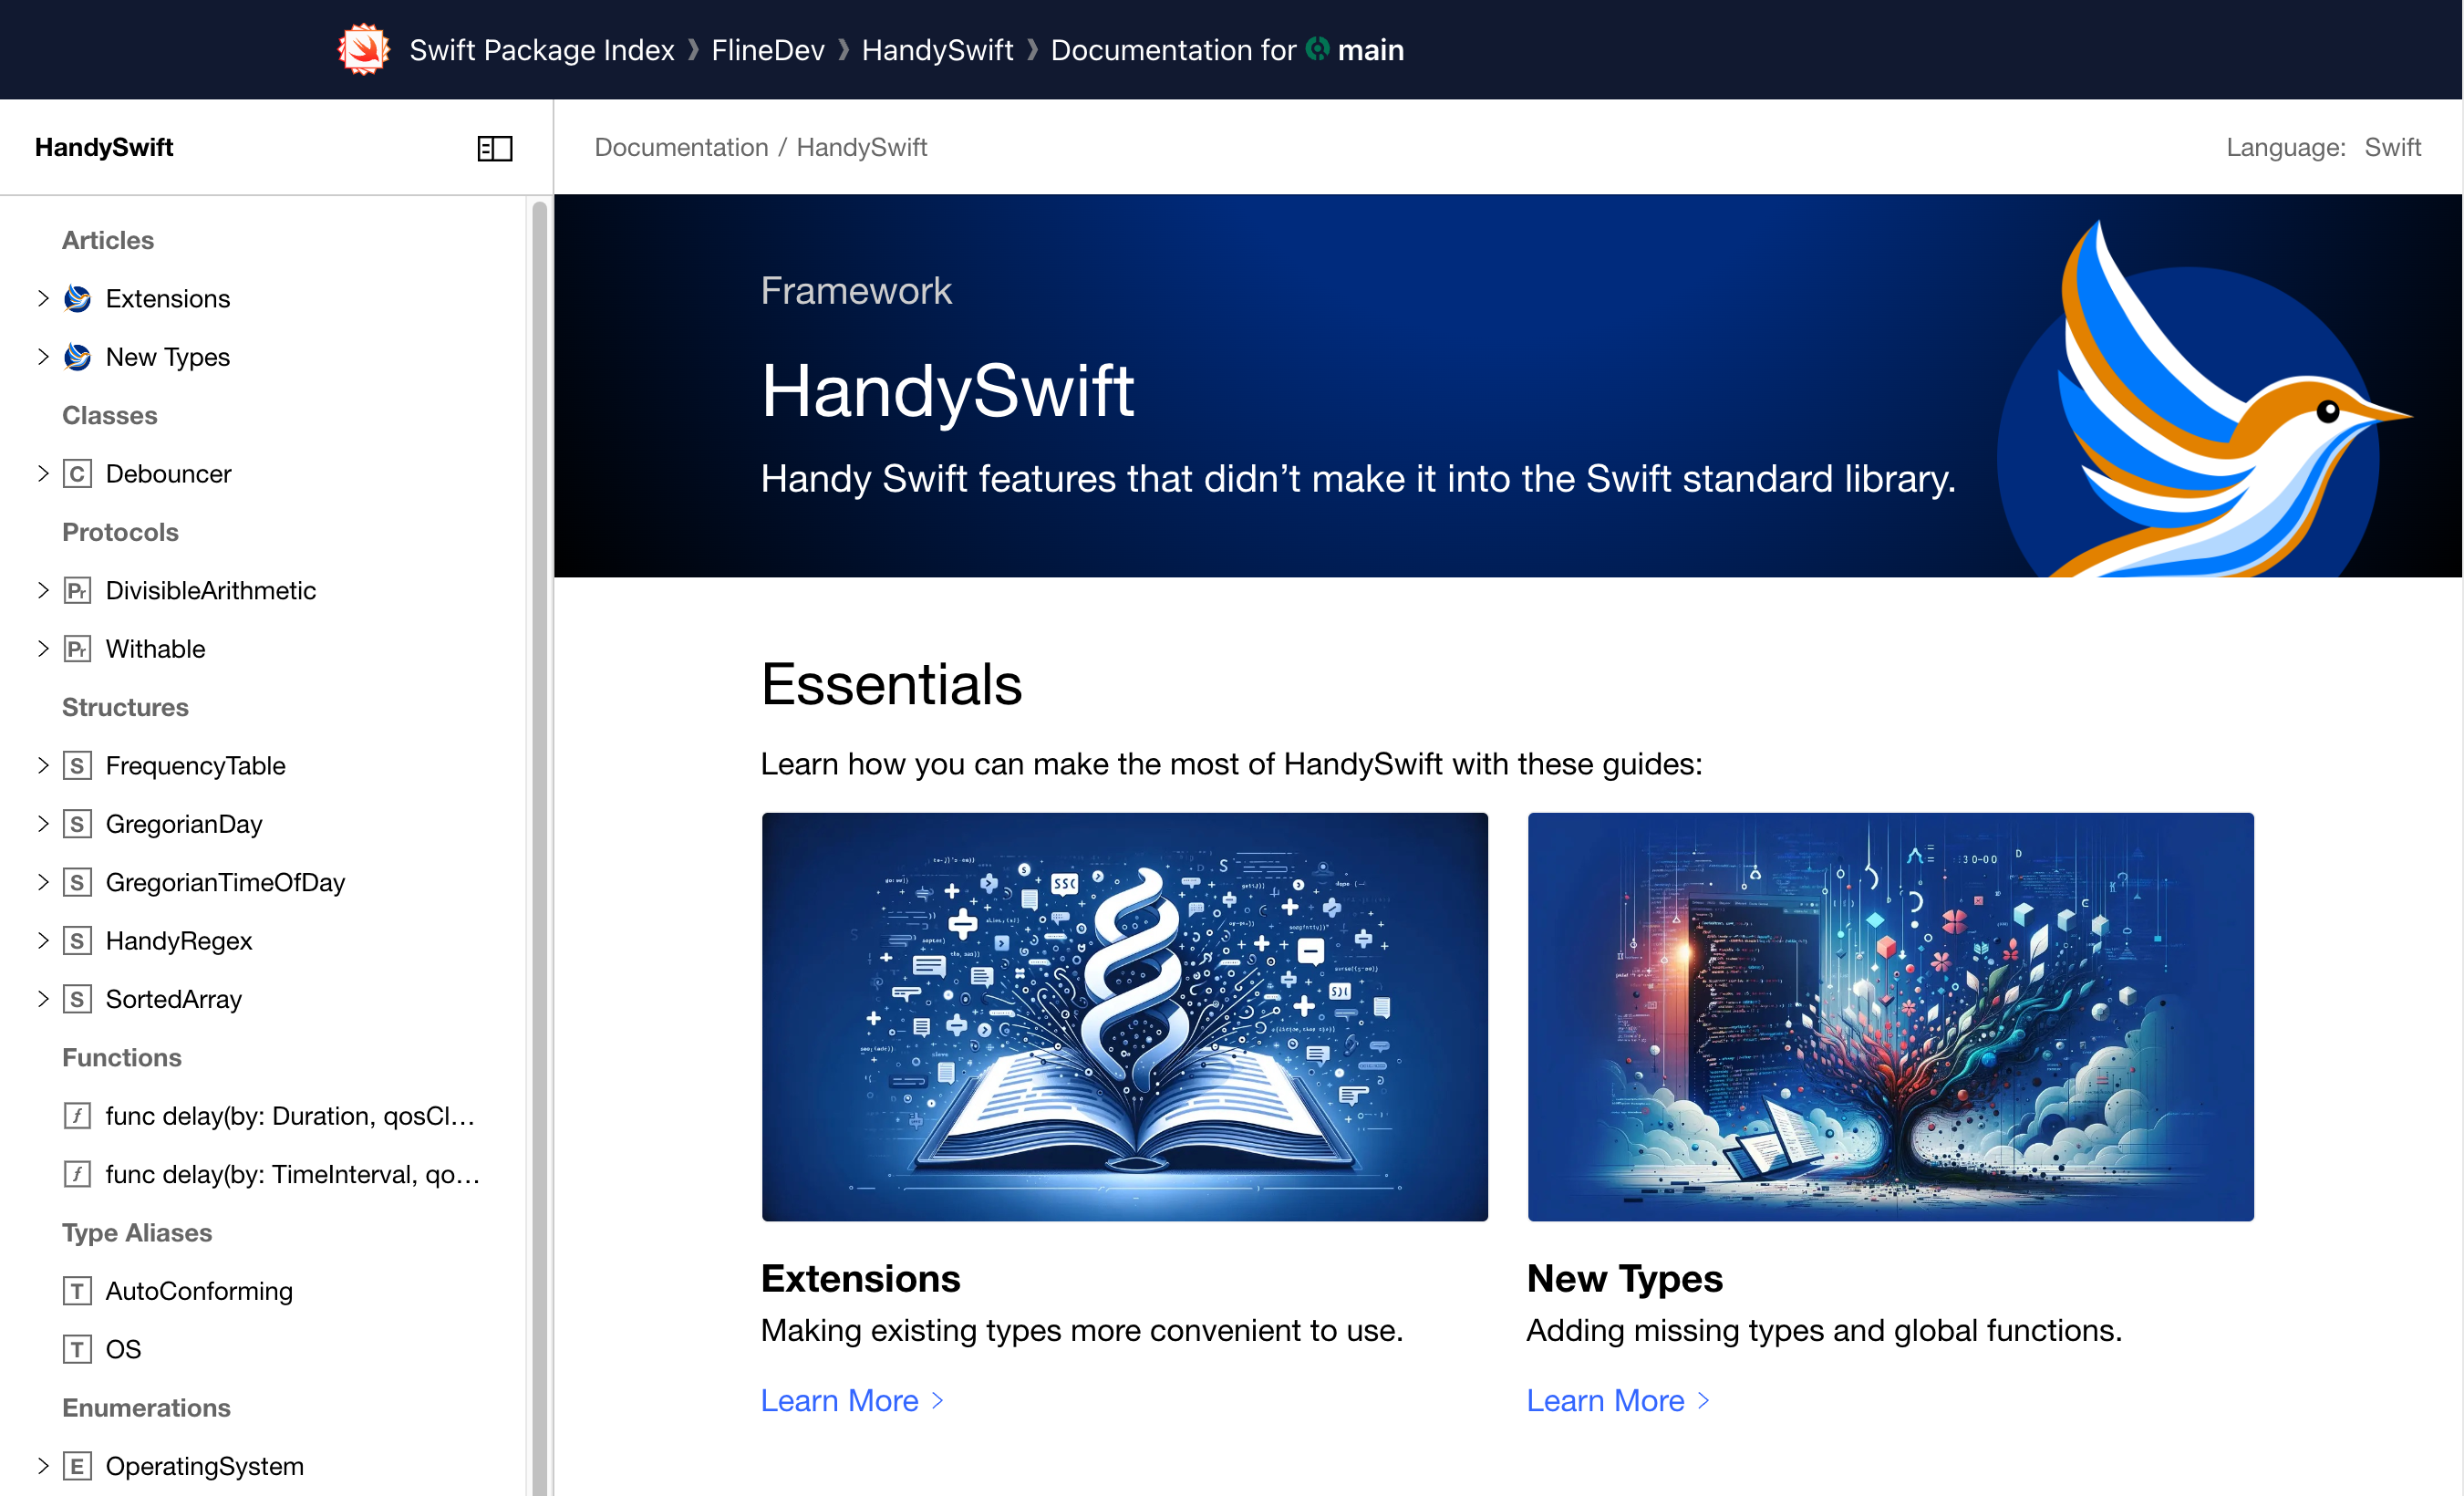 Swift Package Index ❯ FlineDev ❯ HandySwift ❯ Documentation for main
HandySwift
Documentation / HandySwift
Language: Swift
Articles
Extensions
New Types
Classes
C Debouncer
Protocols
Pr DivisibleArithmetic
Pr Withable
Structures
S FrequencyTable
S GregorianDay
S GregorianTimeOfDay
S HandyRegex
S SortedArray
Functions
f func delay(by: Duration, qosCl…
f func delay(by: TimeInterval, qo…
Type Aliases
T AutoConforming
T OS
Enumerations
E OperatingSystem
Framework
HandySwift
Handy Swift features that didn’t make it into the Swift standard library.
Essentials
Learn how you can make the most of HandySwift with these guides:
Extensions
Making existing types more convenient to use.
Learn More >
New Types
Adding missing types and global functions.
Learn More >